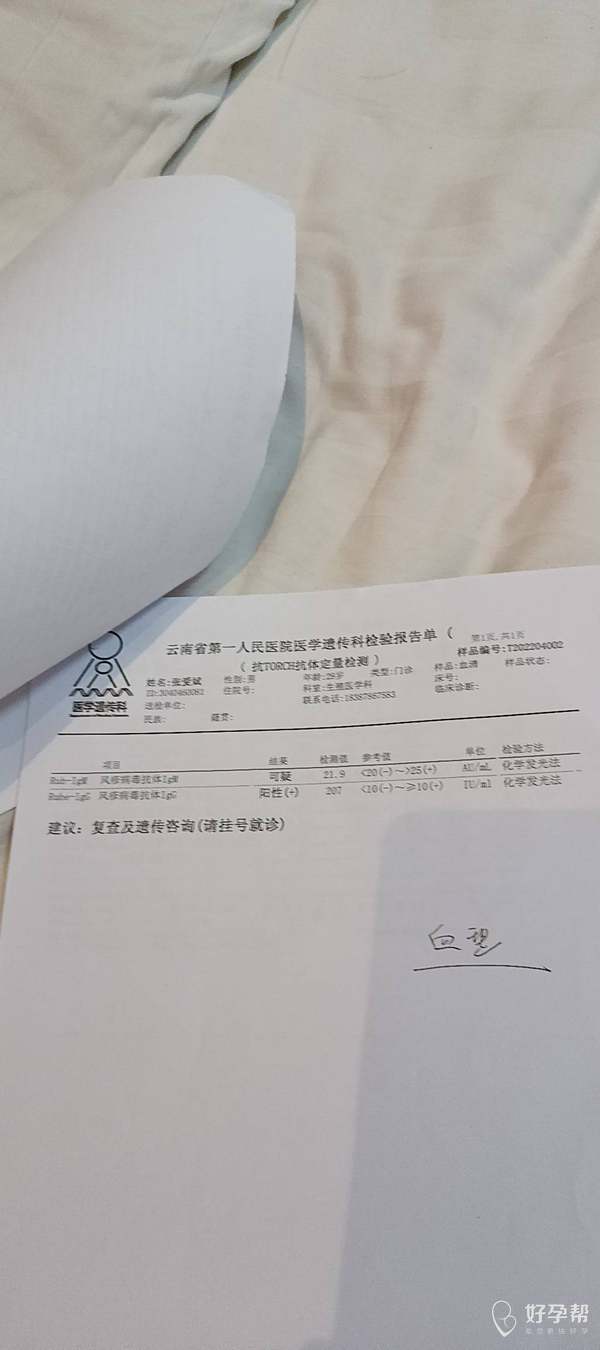 云南省第一人民医院医学遗传科检验报告单 ( 第1页,共1页
( 抗TORCH抗体定量检测 ) 样品编号:T202204002
姓名:张爱斌 性别:男 年龄:28岁 类型:门诊 样品:血清 样品状态:
ID:3040460061 住院号: 科室:生殖医学科 床号:
送检单位: 联系电话:18387867583 临床诊断:
民族: 籍贯:
医学遗传科
项目 结果 检测值 参考值 单位 检验方法
Rub-IgM 风疹病毒抗体IgM 可疑 21.9 <20(-)~>25(+) AU/mL 化学发光法
Rube-IgG 风疹病毒抗体IgG 阳性(+) 207 <10(-)~≥10(+) IU/ml 化学发光法
建议: 复查及遗传咨询(请挂号就诊)
血型
好孕帮